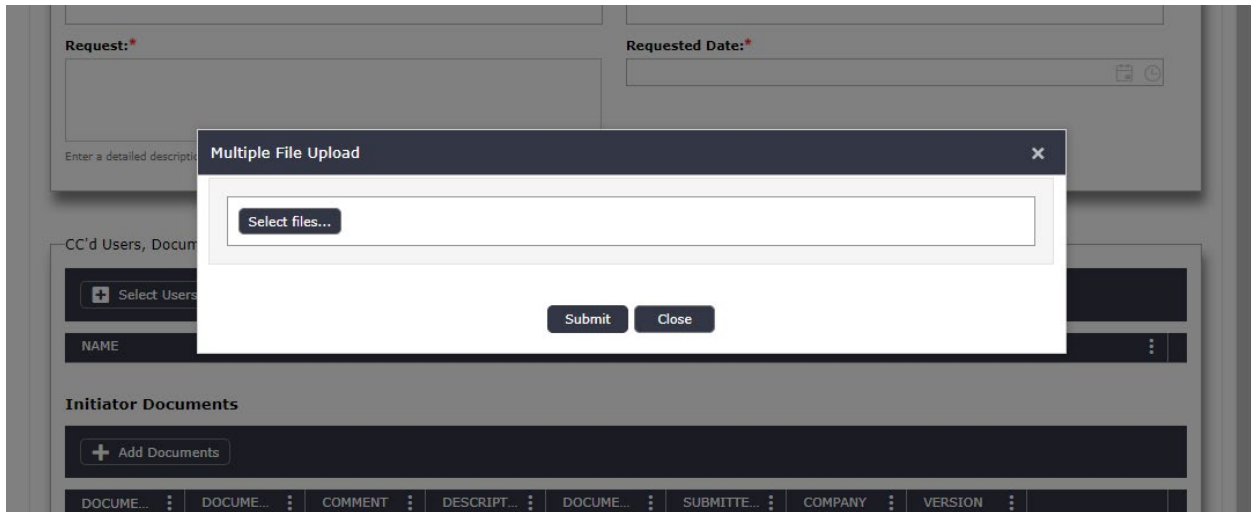 Request:*
Requested Date:*
Enter a detailed descriptio
Multiple File Upload
Select files...
CC'd Users, Docum
Select Users
Submit
Close
NAME
Initiator Documents
Add Documents
DOCUME... DOCUME... COMMENT DESCRIPT... DOCUME... SUBMITTE... COMPANY VERSION